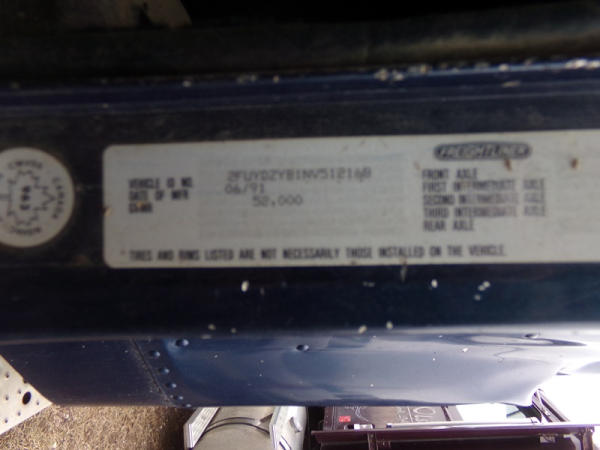 FREIGHTLINER
VEHICLE ID NO. 2FUYDZYB1NV512168
DATE OF MFR 06/91
GVWR 52,000
FRONT AXLE
FIRST INTERMEDIATE AXLE
SECOND INTERMEDIATE AXLE
THIRD INTERMEDIATE AXLE
REAR AXLE
* TIRES AND RIMS LISTED ARE NOT NECESSARILY THOSE INSTALLED ON THE VEHICLE.